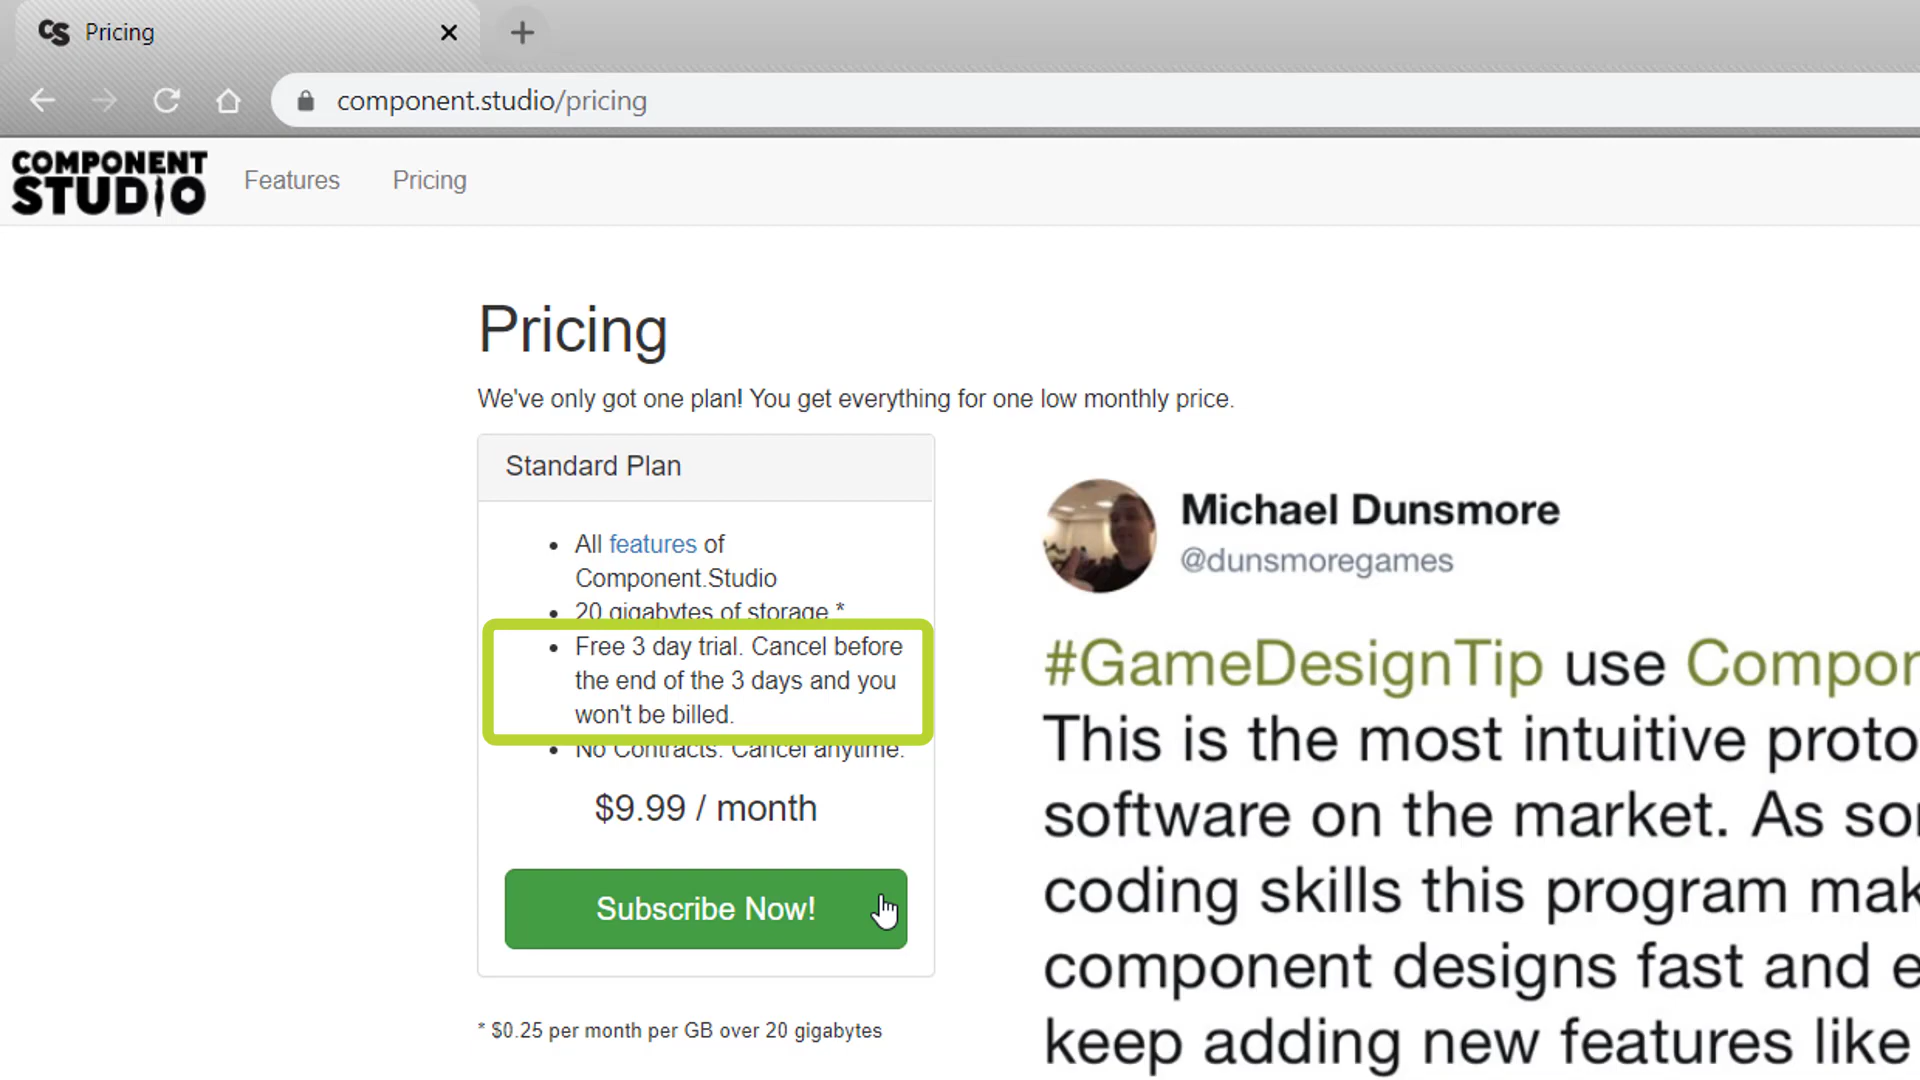 CS Pricing
component.studio/pricing
COMPONENT
STUDIO
Features Pricing
Pricing
We've only got one plan! You get everything for one low monthly price.
Standard Plan
All features of
Component.Studio
20 gigabytes of storage *
Free 3 day trial. Cancel before
the end of the 3 days and you
won't be billed.
No Contracts. Cancel anytime.
$9.99 / month
Subscribe Now!
* $0.25 per month per GB over 20 gigabytes
Michael Dunsmore
@dunsmoregames
#GameDesignTip use Compon
This is the most intuitive proto
software on the market. As so
coding skills this program mak
component designs fast and e
keep adding new features like